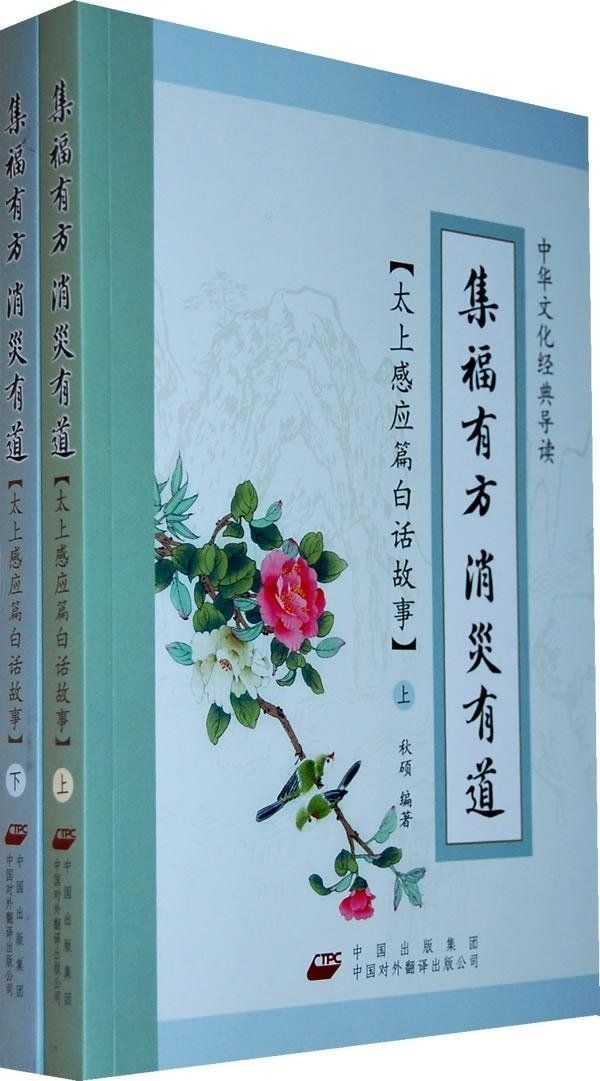 中华文化经典导读
集福有方 消災有道
【太上感应篇白话故事】
上
秋硕 编著
CTPC
中国出版集团
中国对外翻译出版公司
集福有方 消災有道
【太上感应篇白话故事】
上
CTPC
中国出版集团
中国对外翻译出版公司
集福有方 消災有道
【太上感应篇白话故事】
下
CTPC
中国出版集团
中国对外翻译出版公司